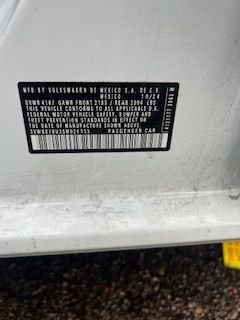 MFD BY VOLKSWAGEN DE MEXICO S.A. DE C.V.
MEXICO 10/24
GVWR 4167 GAWR FRONT 2183 / REAR 2004 LBS
THIS VEHICLE CONFORMS TO ALL APPLICABLE U.S.
FEDERAL MOTOR VEHICLE SAFETY, BUMPER AND
THEFT PREVENTION STANDARDS IN EFFECT ON THE
DATE OF MANUFACTURE SHOWN ABOVE.
PASSENGER CAR